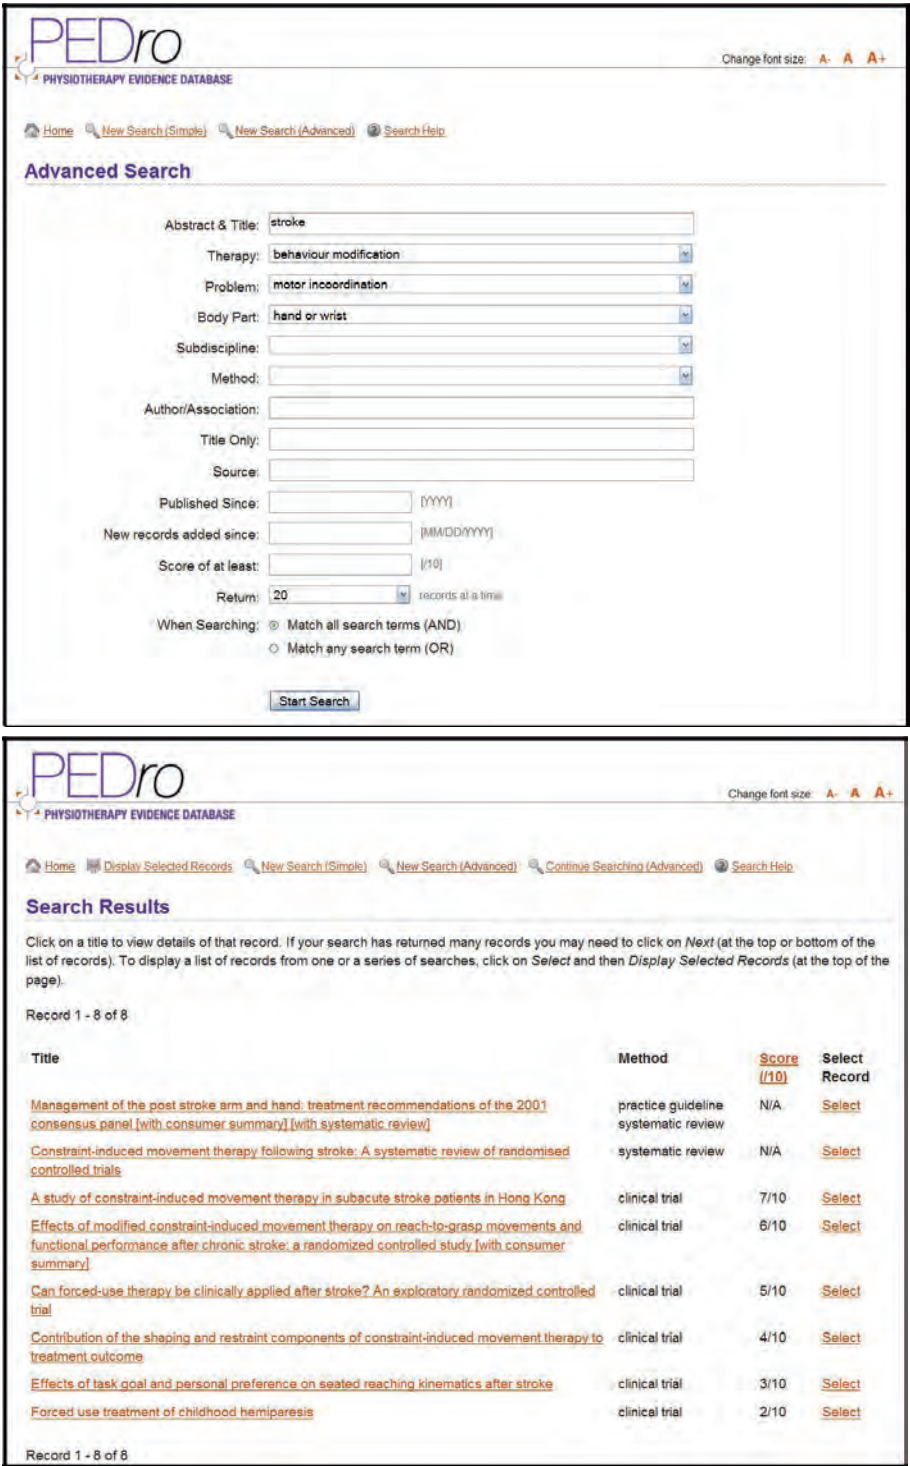 PEDro
Change font size: A- A A+
PHYSIOTHERAPY EVIDENCE DATABASE
Home New Search (Simple) New Search (Advanced) Search Help
Advanced Search
Abstract & Title: stroke
Therapy: behaviour modification
Problem: motor incoordination
Body Part: hand or wrist
Subdiscipline:
Method:
Author/Association:
Title Only:
Source:
Published Since: [YYYY]
New records added since: [MM/DD/YYYY]
Score of at least: [/10]
Return: 20 records at a time
When Searching: Match all search terms (AND)
Match any search term (OR)
Start Search
PEDro
Change font size: A- A A+
PHYSIOTHERAPY EVIDENCE DATABASE
Home Display Selected Records New Search (Simple) New Search (Advanced) Continue Searching (Advanced) Search Help
Search Results
Click on a title to view details of that record. If your search has returned many records you may need to click on Next (at the top or bottom of the
list of records). To display a list of records from one or a series of searches, click on Select and then Display Selected Records (at the top of the
page).
Record 1 - 8 of 8
Title Method Score Select
(/10) Record
Management of the post stroke arm and hand: treatment recommendations of the 2001 practice guideline N/A Select
consensus panel [with consumer summary] [with systematic review] systematic review
Constraint-induced movement therapy following stroke: A systematic review of randomised systematic review N/A Select
controlled trials
A study of constraint-induced movement therapy in subacute stroke patients in Hong Kong clinical trial 7/10 Select
Effects of modified constraint-induced movement therapy on reach-to-grasp movements and clinical trial 6/10 Select
functional performance after chronic stroke: a randomized controlled study [with consumer
summary]
Can forced-use therapy be clinically applied after stroke? An exploratory randomized controlled clinical trial 5/10 Select
trial
Contribution of the shaping and restraint components of constraint-induced movement therapy to clinical trial 4/10 Select
treatment outcome
Effects of task goal and personal preference on seated reaching kinematics after stroke clinical trial 3/10 Select
Forced use treatment of childhood hemiparesis clinical trial 2/10 Select
Record 1 - 8 of 8